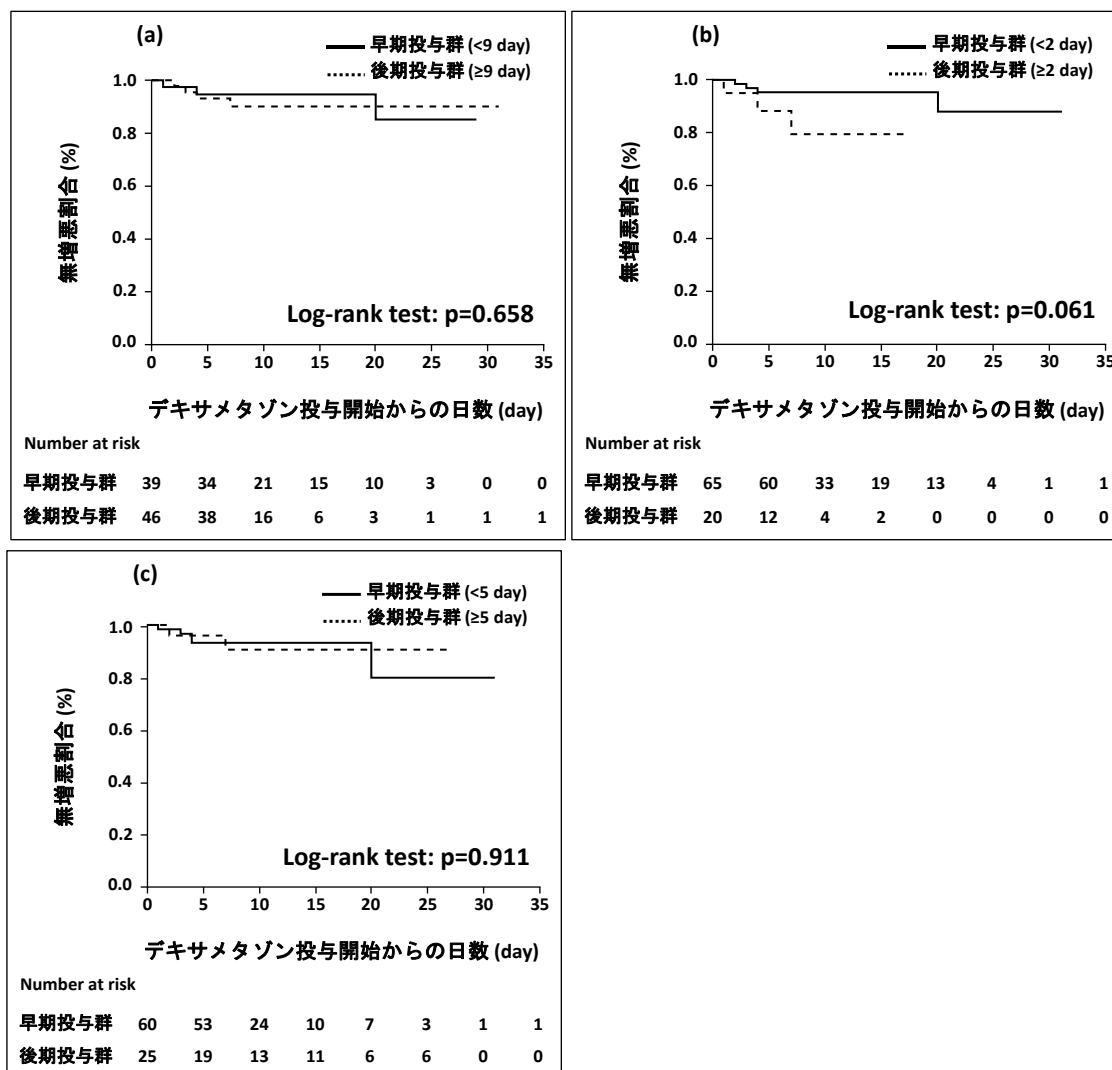 (a)
早期投与群 (<9 day)
後期投与群 (≥9 day)
無増悪割合 (%)
1.0
0.8
0.6
0.4
0.2
0.0
Log-rank test: p=0.658
0 5 10 15 20 25 30 35
デキサメタゾン投与開始からの日数 (day)
Number at risk
早期投与群 39 34 21 15 10 3 0 0
後期投与群 46 38 16 6 3 1 1 1
(b)
早期投与群 (<2 day)
後期投与群 (≥2 day)
無増悪割合 (%)
1.0
0.8
0.6
0.4
0.2
0.0
Log-rank test: p=0.061
0 5 10 15 20 25 30 35
デキサメタゾン投与開始からの日数 (day)
Number at risk
早期投与群 65 60 33 19 13 4 1 1
後期投与群 20 12 4 2 0 0 0 0
(c)
早期投与群 (<5 day)
後期投与群 (≥5 day)
無増悪割合 (%)
1.0
0.8
0.6
0.4
0.2
0.0
Log-rank test: p=0.911
0 5 10 15 20 25 30 35
デキサメタゾン投与開始からの日数 (day)
Number at risk
早期投与群 60 53 24 10 7 3 1 1
後期投与群 25 19 13 11 6 6 0 0